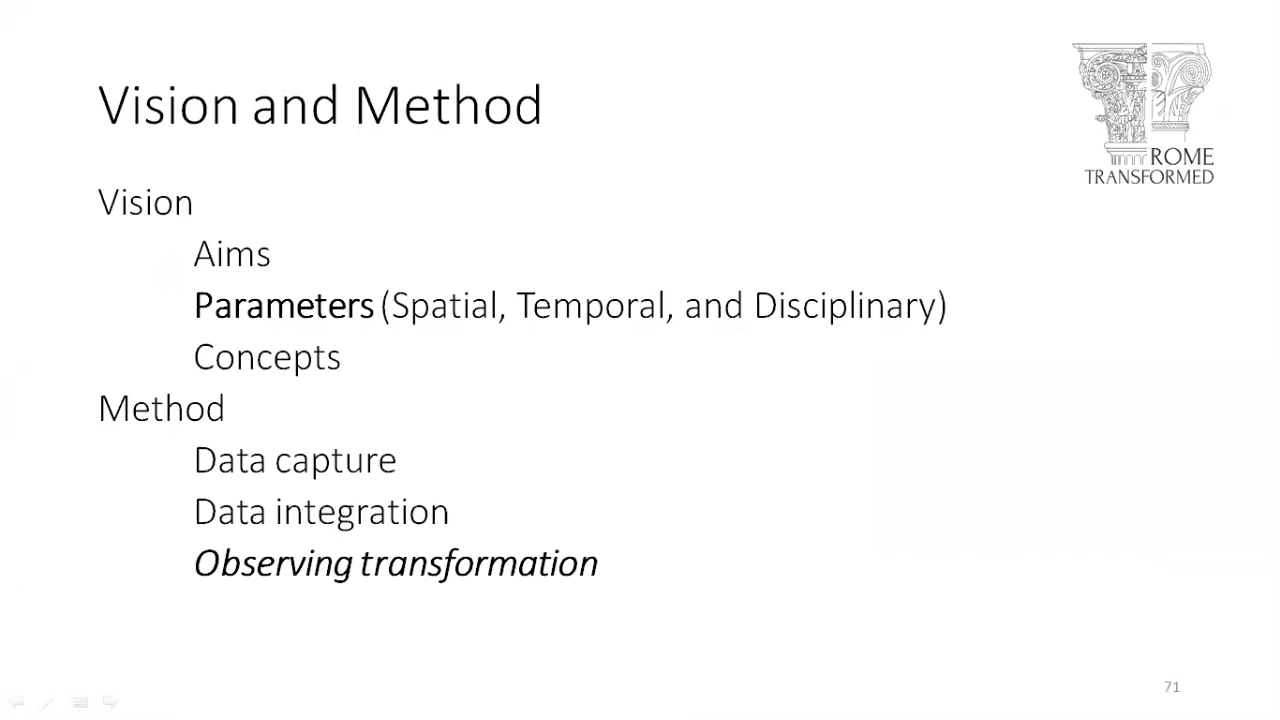 Vision and Method
ROME
TRANSFORMED
Vision
Aims
Parameters (Spatial, Temporal, and Disciplinary)
Concepts
Method
Data capture
Data integration
Observing transformation
71